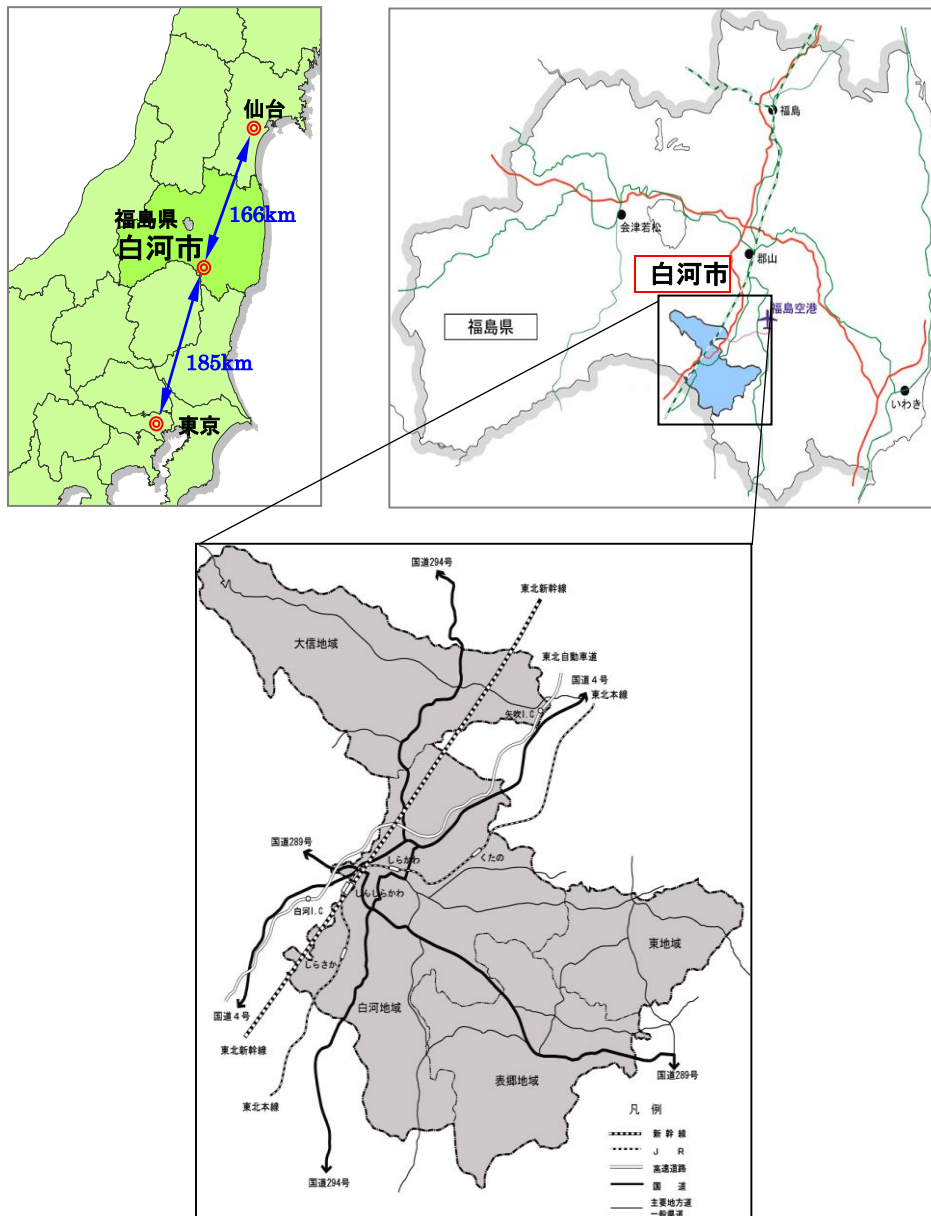 仙台
166km
福島県
白河市
185km
東京
福島
会津若松
郡山
白河市
福島空港
福島県
いわき
国道294号
東北新幹線
大信地域
東北自動車道
国道4号
東北本線
矢吹I.C
国道289号
しらかわ
くたの
しんしらかわ
白河I.C
東地域
しらさか
白河地域
国道4号
東北新幹線
表郷地域
国道289号
東北本線
国道294号
凡 例
新 幹 線
J R
高速道路
国 道
主要地方道
一般県道